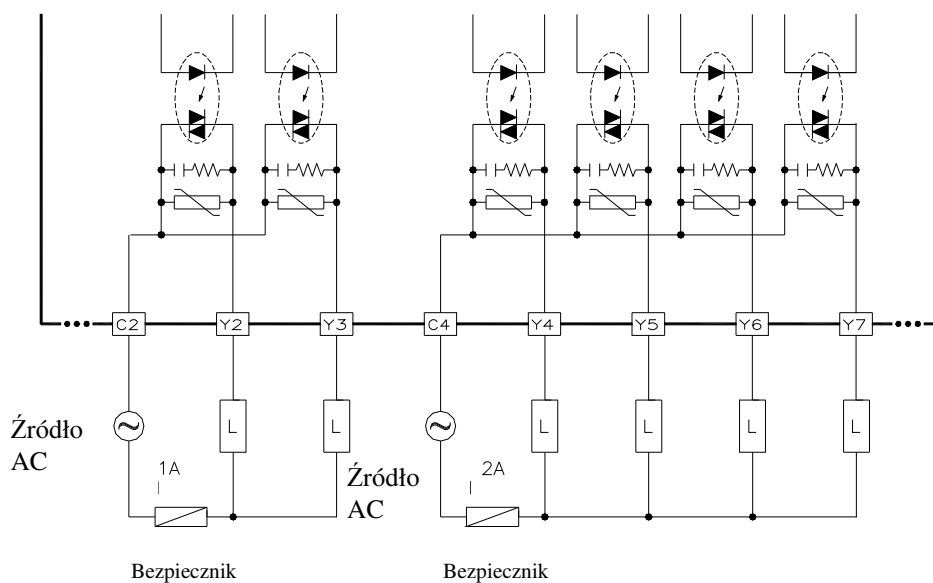 C2 Y2 Y3 C4 Y4 Y5 Y6 Y7
L L L L L L
Źródło
AC
1A
Źródło
AC
2A
Bezpiecznik Bezpiecznik